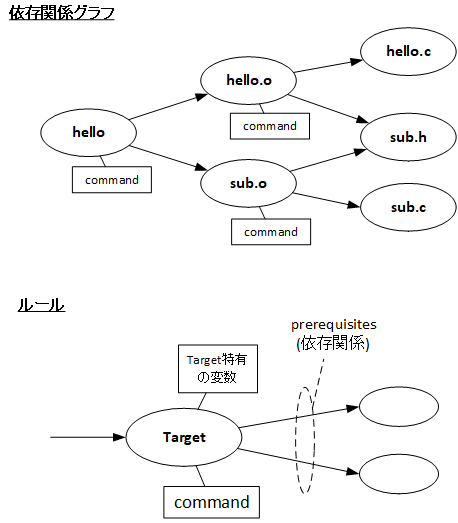 依存関係グラフ
hello.c
hello.o
hello
command
sub.h
command
sub.o
sub.c
command
ルール
prerequisites
(依存関係)
Target特有
の変数
Target
command